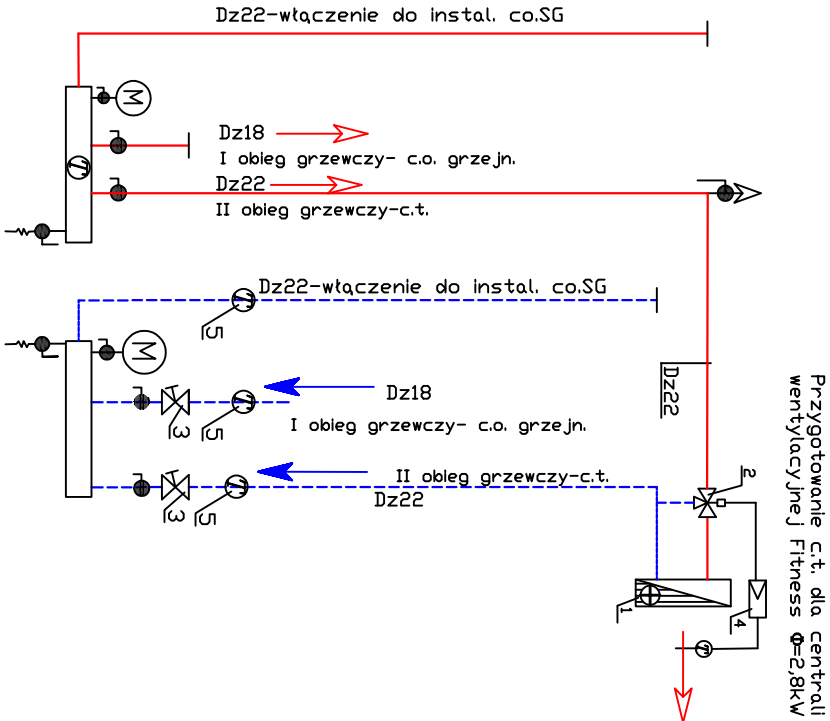 Dz22-włączenie do instal. co.SG
M
Dz18
I obieg grzewczy- c.o. grzejn.
Dz22
II obieg grzewczy-c.t.
Dz22-włączenie do instal. co.SG
5
M
Dz22
Dz18
3
5
I obieg grzewczy- c.o. grzejn.
II obieg grzewczy-c.t.
Dz22
3
5
2
1
4
Przygotowanie c.t. dla centrali
wentylacyjnej Fitness Φ=2,8kW